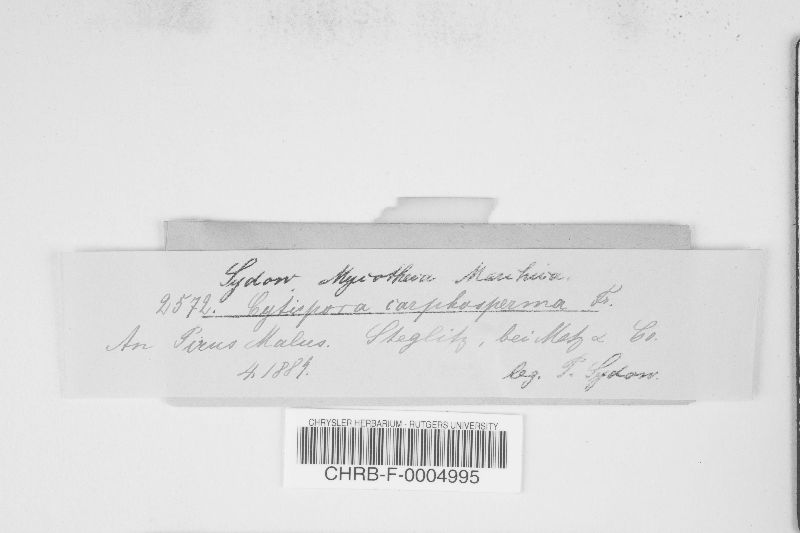 Sydow, Mycotheca Marchica.
2572. Cytispora carphosperma Fr.
An Pirus Malus. Steglitz, bei Metz & Co.
4. 1889. leg. P. Sydow.
CHRYSLER HERBARIUM - RUTGERS UNIVERSITY
CHRB-F-0004995